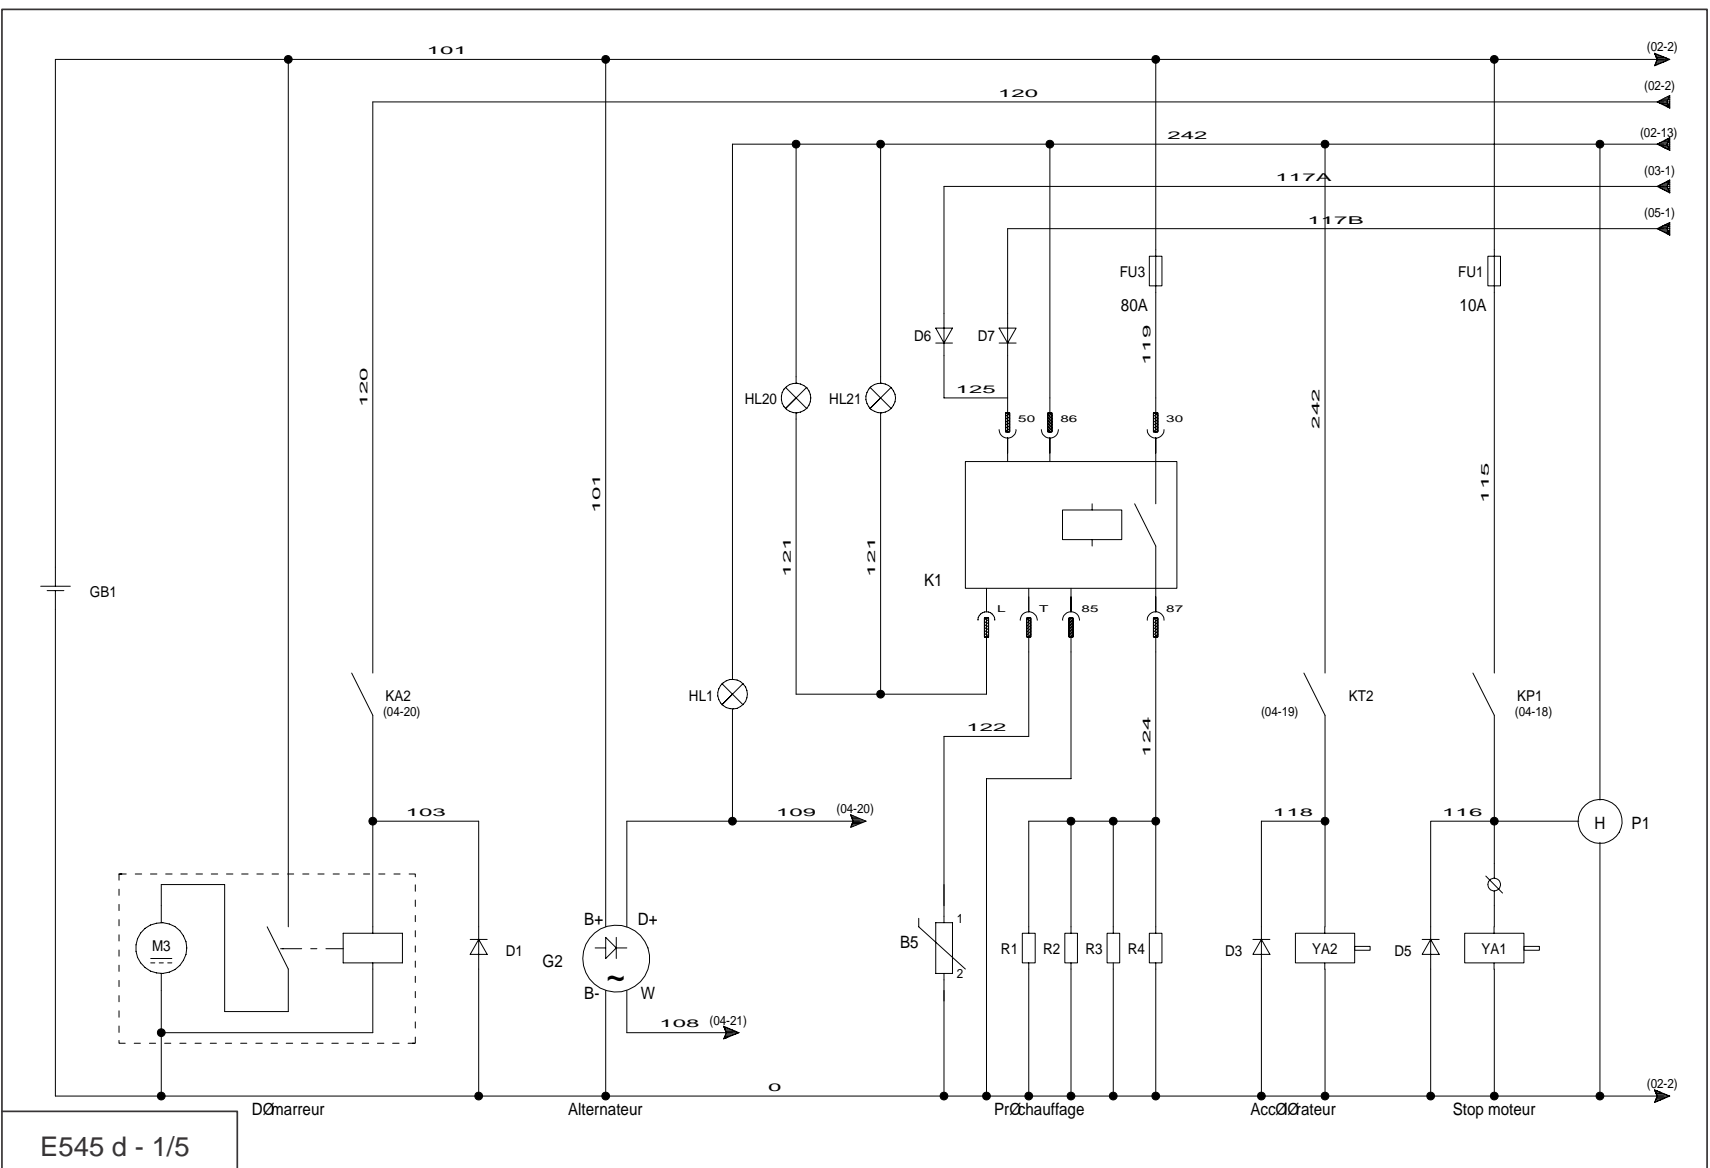 101
(02-2)
120
(02-2)
242
(02-13)
117A
(03-1)
117B
(05-1)
FU3
80A
FU1
10A
D6
D7
119
120
125
HL20
HL21
50
86
30
242
101
115
121
121
K1
GB1
L
T
85
87
KA2
(04-20)
HL1
KT2
(04-19)
KP1
(04-18)
122
124
103
109
(04-20)
118
116
H
P1
B+
D+
M3
D1
G2
~
B-
W
B5
1
2
R1
R2
R3
R4
D3
YA2
D5
YA1
108
(04-21)
0
(02-2)
DØmarreur
Alternateur
PrØchauffage
AccØlØrateur
Stop moteur
E545 d - 1/5